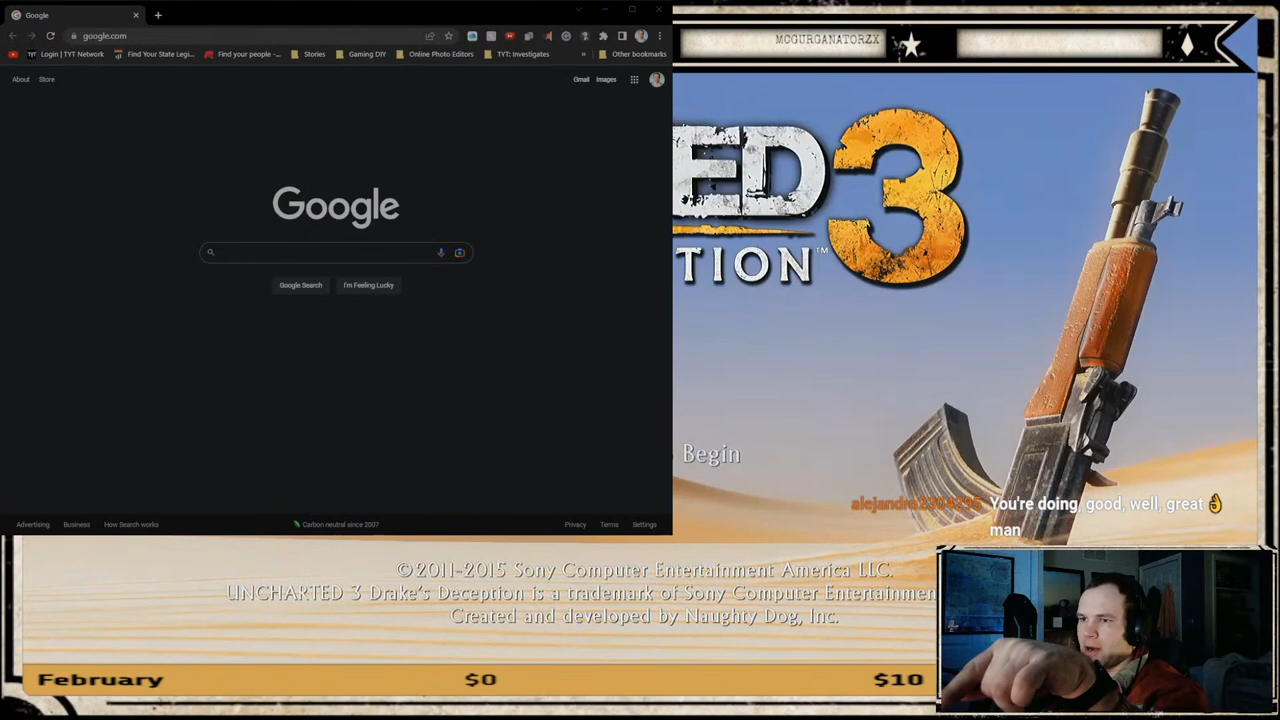 Google
google.com
Login | TYT Network
Find Your State Legi...
Find your people -...
Stories
Gaming DIY
Online Photo Editors
TYT: Investigates
»
Other bookmarks
About
Store
Gmail
Images
Google
Google Search
I'm Feeling Lucky
Advertising
Business
How Search works
Carbon neutral since 2007
Privacy
Terms
Settings
MCGURGANATORZX
ED 3
TION™
Begin
alejandro2304295 You're doing, good, well, great 👌
man
©2011-2015 Sony Computer Entertainment America LLC.
UNCHARTED 3 Drake's Deception is a trademark of Sony Computer Entertainmen
Created and developed by Naughty Dog, Inc.
February $0 $10